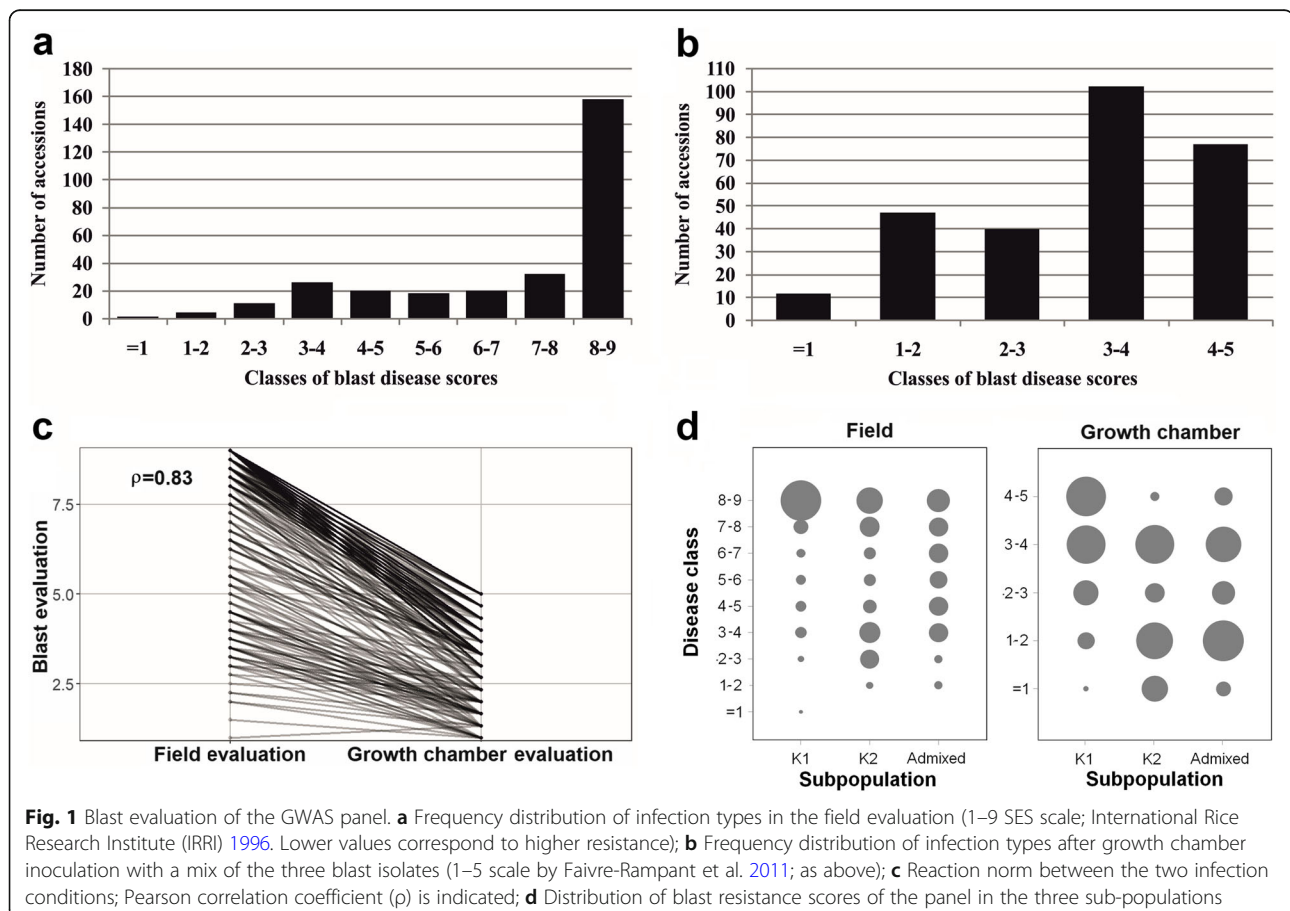 a
180
160
140
120
100
80
60
40
20
0
Number of accessions
=1 1-2 2-3 3-4 4-5 5-6 6-7 7-8 8-9
Classes of blast disease scores
b
110
100
90
80
70
60
50
40
30
20
10
0
Number of accessions
=1 1-2 2-3 3-4 4-5
Classes of blast disease scores
c
ρ=0.83
7.5
5.0
2.5
Blast evaluation
Field evaluation Growth chamber evaluation
d
Field
8-9
7-8
6-7
5-6
4-5
3-4
2-3
1-2
=1
Disease class
K1 K2 Admixed
Subpopulation
Growth chamber
4-5
3-4
2-3
1-2
=1
K1 K2 Admixed
Subpopulation
Fig. 1 Blast evaluation of the GWAS panel. a Frequency distribution of infection types in the field evaluation (1–9 SES scale; International Rice
Research Institute (IRRI) 1996. Lower values correspond to higher resistance); b Frequency distribution of infection types after growth chamber
inoculation with a mix of the three blast isolates (1–5 scale by Faivre-Rampant et al. 2011; as above); c Reaction norm between the two infection
conditions; Pearson correlation coefficient (ρ) is indicated; d Distribution of blast resistance scores of the panel in the three sub-populations